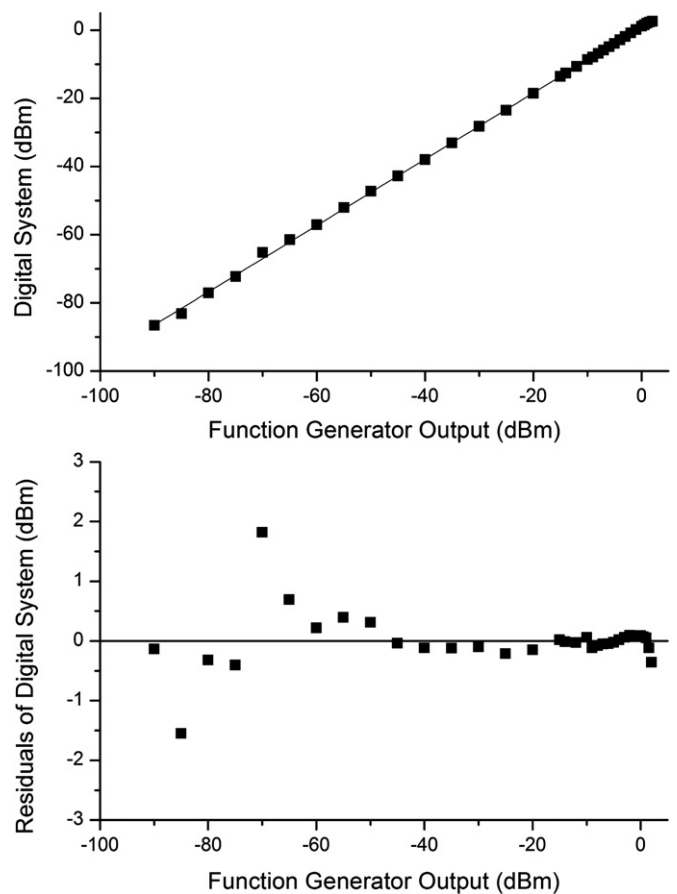 Digital System (dBm)
0
-20
-40
-60
-80
-100
-100 -80 -60 -40 -20 0
Function Generator Output (dBm)
Residuals of Digital System (dBm)
3
2
1
0
-1
-2
-3
-100 -80 -60 -40 -20 0
Function Generator Output (dBm)